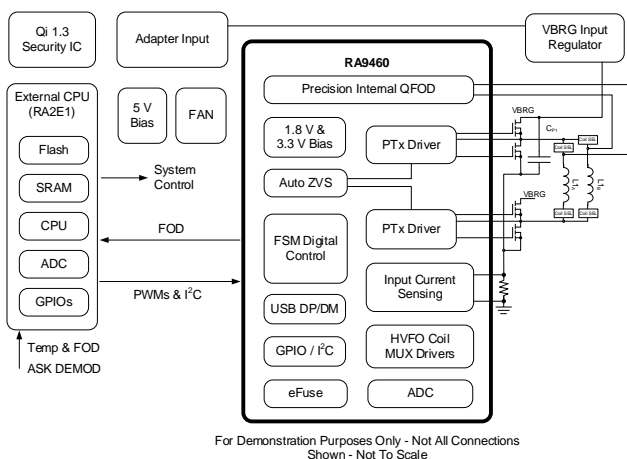 Qi 1.3
Security IC
Adapter Input
VBRG Input
Regulator
External CPU
(RA2E1)
Flash
SRAM
CPU
ADC
GPIOs
5 V
Bias
FAN
System
Control
FOD
PWMs & I²C
Temp & FOD
ASK DEMOD
RA9460
Precision Internal QFOD
1.8 V &
3.3 V Bias
PTx Driver
Auto ZVS
FSM Digital
Control
PTx Driver
Input Current
Sensing
USB DP/DM
GPIO / I²C
HVFO Coil
MUX Drivers
eFuse
ADC
VBRG
CP1
Coil SEL
Coil SEL
VBRG
Coil SEL
Coil SEL
For Demonstration Purposes Only - Not All Connections
Shown - Not To Scale